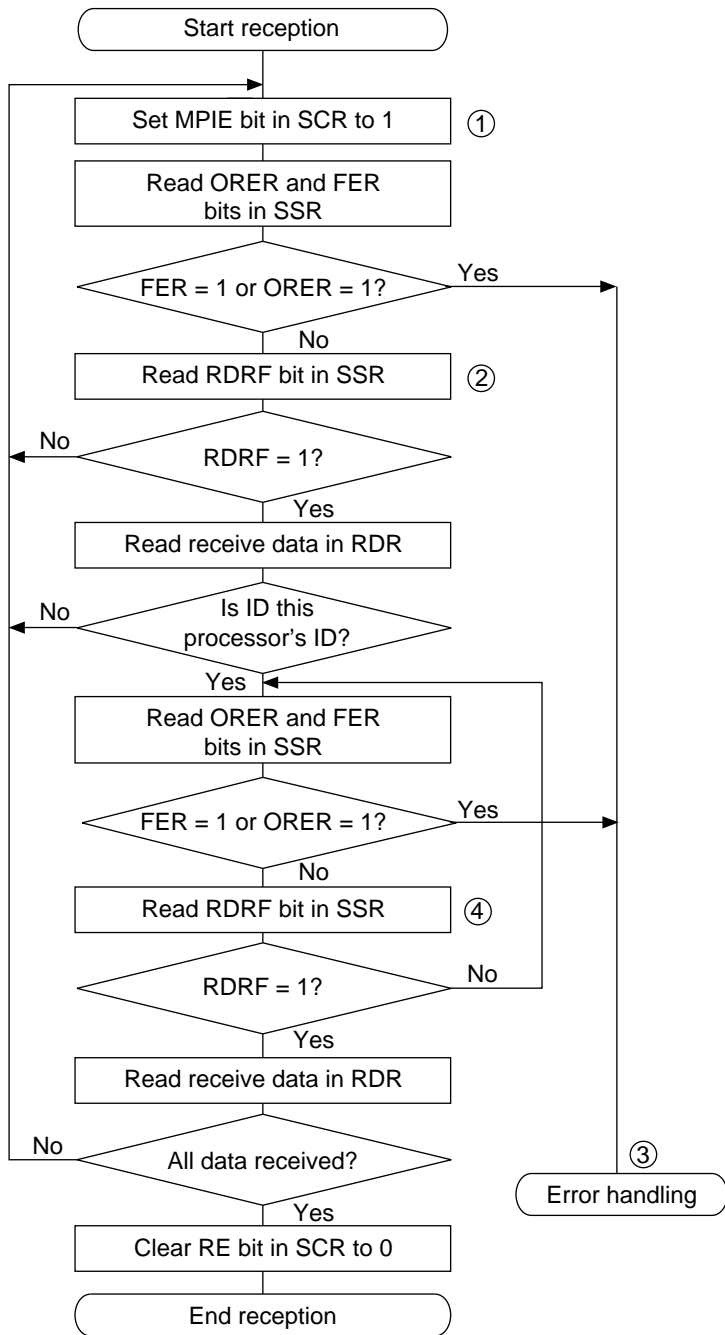 Start reception
Set MPIE bit in SCR to 1
①
Read ORER and FER
bits in SSR
FER = 1 or ORER = 1?
Yes
No
Read RDRF bit in SSR
②
No
RDRF = 1?
Yes
Read receive data in RDR
No
Is ID this
processor's ID?
Yes
Read ORER and FER
bits in SSR
FER = 1 or ORER = 1?
Yes
No
Read RDRF bit in SSR
④
RDRF = 1?
No
Yes
Read receive data in RDR
No
All data received?
③
Error handling
Yes
Clear RE bit in SCR to 0
End reception